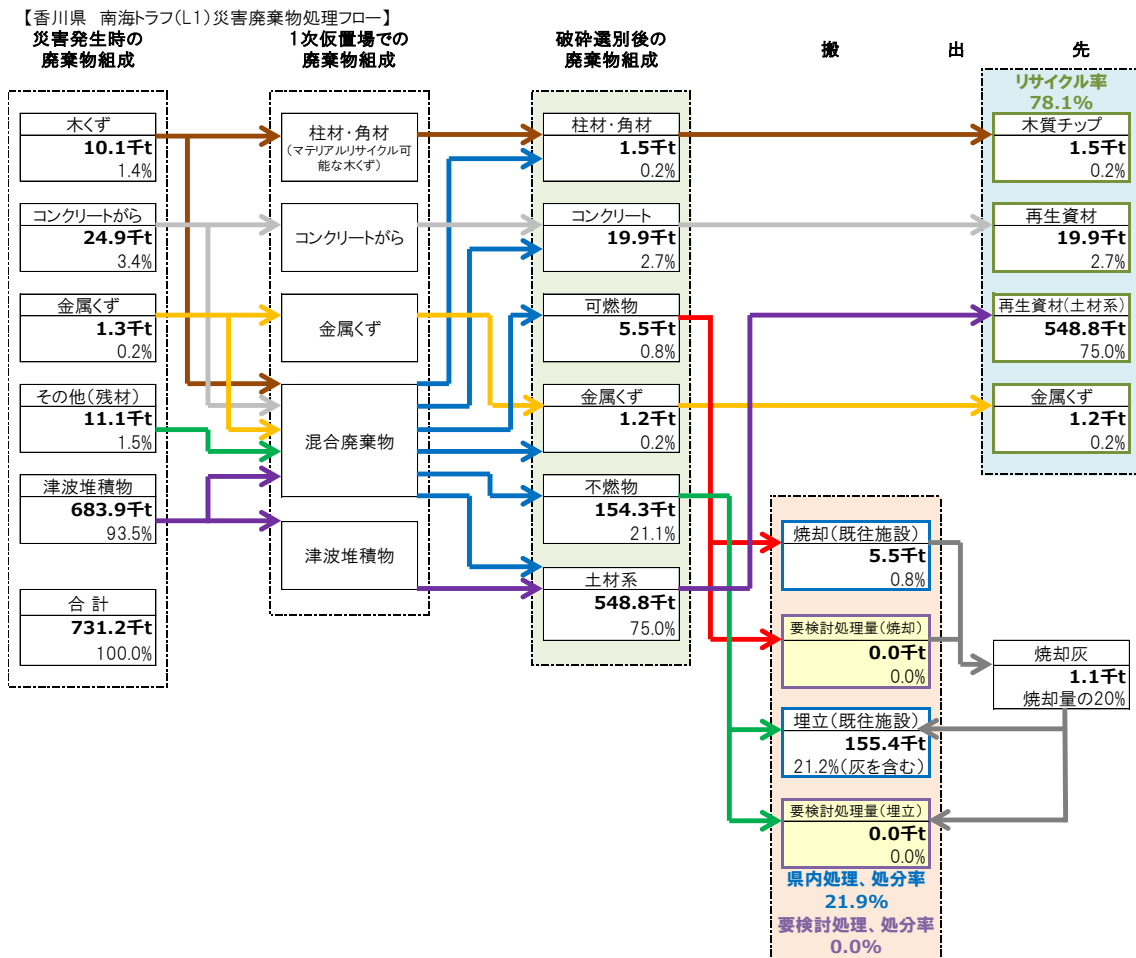 【香川県 南海トラフ(L1)災害廃棄物処理フロー】
災害発生時の
廃棄物組成
1次仮置場での
廃棄物組成
破砕選別後の
廃棄物組成
搬 出 先
木くず
10.1千t
1.4%
コンクリートがら
24.9千t
3.4%
金属くず
1.3千t
0.2%
その他(残材)
11.1千t
1.5%
津波堆積物
683.9千t
93.5%
合 計
731.2千t
100.0%
柱材・角材
(マテリアルリサイクル可
能な木くず)
コンクリートがら
金属くず
混合廃棄物
津波堆積物
柱材・角材
1.5千t
0.2%
コンクリート
19.9千t
2.7%
可燃物
5.5千t
0.8%
金属くず
1.2千t
0.2%
不燃物
154.3千t
21.1%
土材系
548.8千t
75.0%
リサイクル率
78.1%
木質チップ
1.5千t
0.2%
再生資材
19.9千t
2.7%
再生資材(土材系)
548.8千t
75.0%
金属くず
1.2千t
0.2%
焼却(既往施設)
5.5千t
0.8%
要検討処理量(焼却)
0.0千t
0.0%
埋立(既往施設)
155.4千t
21.2%(灰を含む)
要検討処理量(埋立)
0.0千t
0.0%
県内処理、処分率
21.9%
要検討処理、処分率
0.0%
焼却灰
1.1千t
焼却量の20%